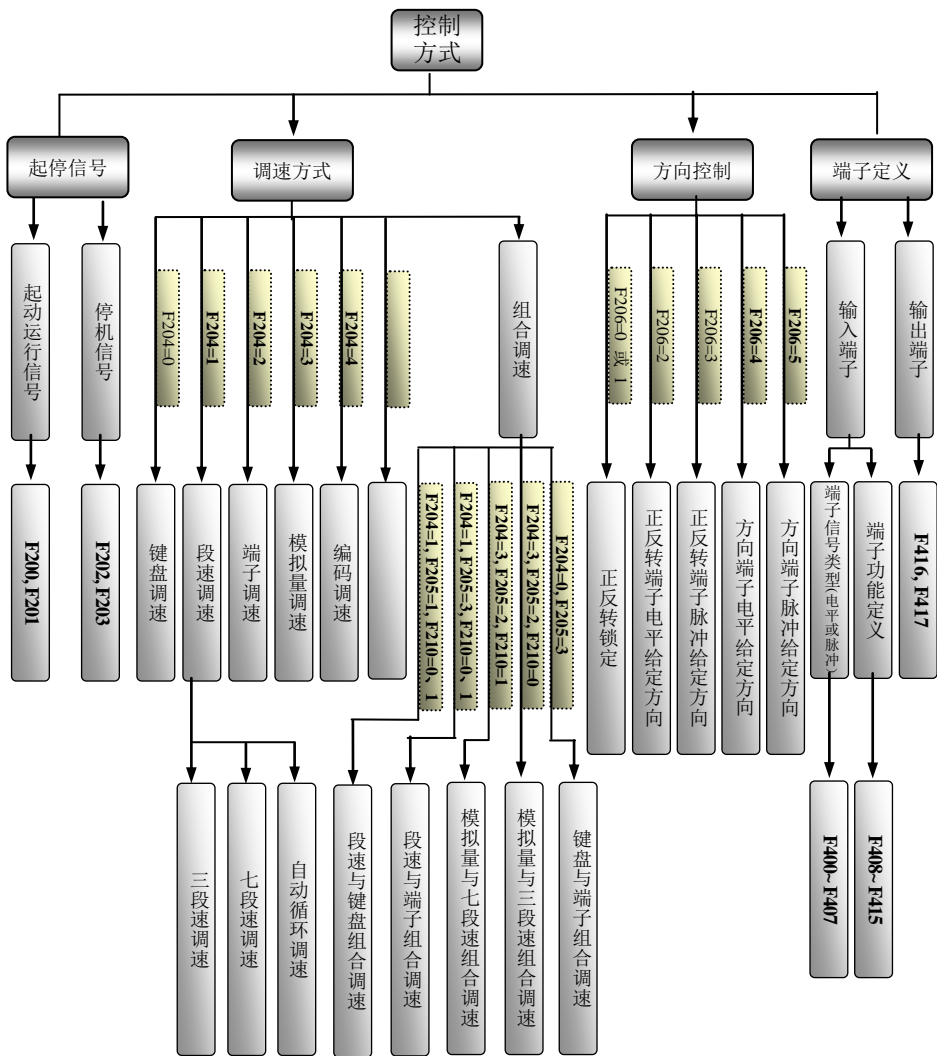 控制
方式
起停信号
调速方式
方向控制
端子定义
起动运行信号
停机信号
F204=0
F204=1
F204=2
F204=3
F204=4
组合调速
F206=0 或 1
F206=2
F206=3
F206=4
F206=5
输入端子
输出端子
F200, F201
F202, F203
键盘调速
段速调速
端子调速
模拟量调速
编码调速
F204=1, F205=1, F210=0、1
F204=1, F205=3, F210=0、1
F204=3, F205=2, F210=1
F204=3, F205=2, F210=0
F204=0, F205=3
正反转锁定
正反转端子电平给定方向
正反转端子脉冲给定方向
方向端子电平给定方向
方向端子脉冲给定方向
端子信号类型(电平或脉冲
端子功能定义
F416, F417
三段速调速
七段速调速
自动循环调速
段速与键盘组合调速
段速与端子组合调速
模拟量与七段速组合调速
模拟量与三段速组合调速
键盘与端子组合调速
F400~ F407
F408~ F415